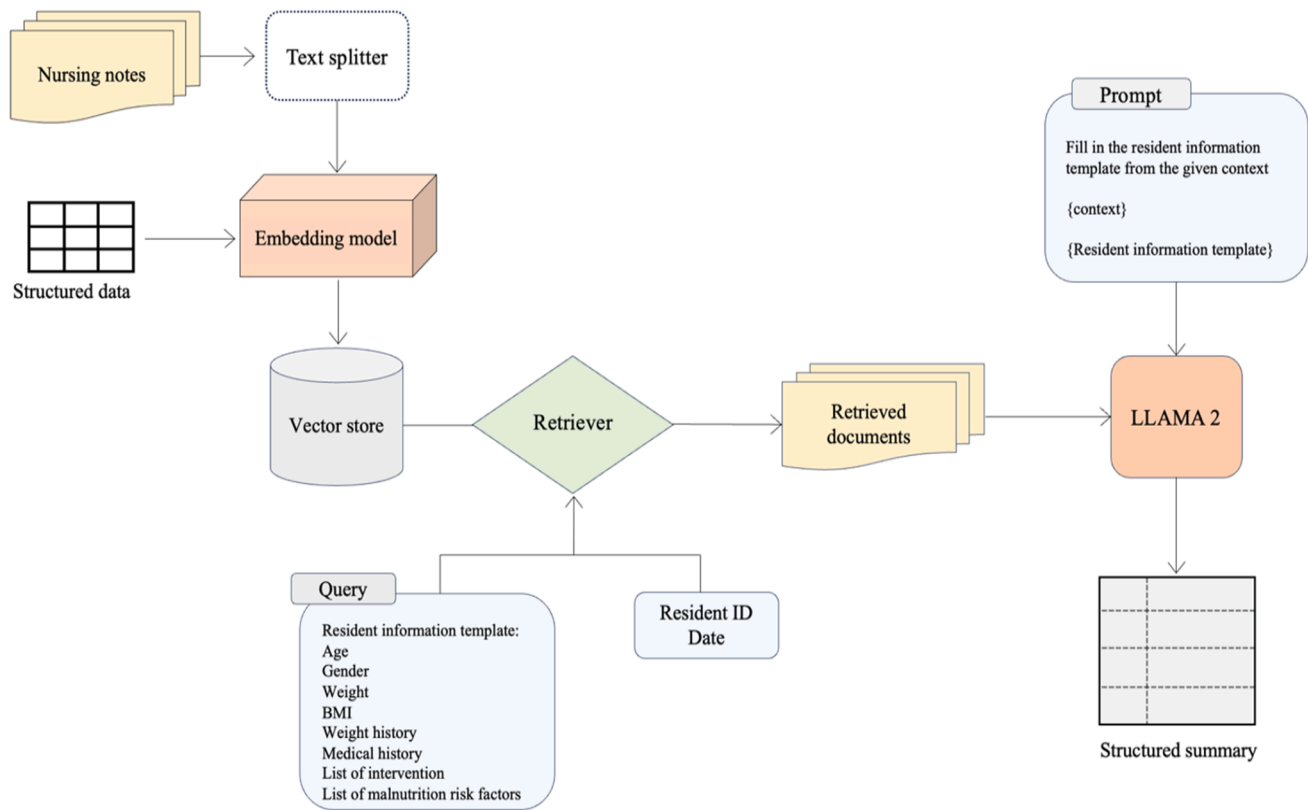 Nursing notes
Text splitter
Structured data
Embedding model
Vector store
Retriever
Retrieved
documents
Prompt
Fill in the resident information
template from the given context
{context}
{Resident information template}
LLAMA 2
Query
Resident information template:
Age
Gender
Weight
BMI
Weight history
Medical history
List of intervention
List of malnutrition risk factors
Resident ID
Date
Structured summary